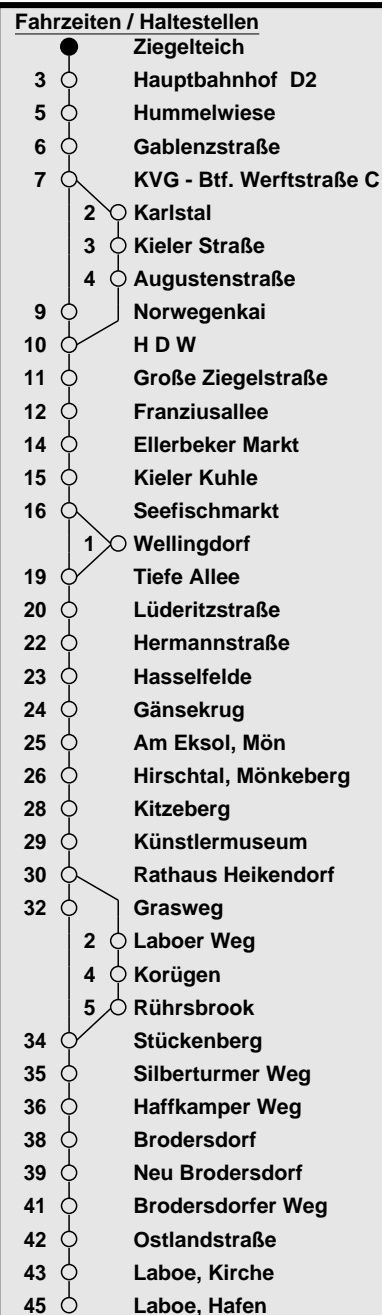 Fahrzeiten / Haltestellen
Ziegelteich
3 Hauptbahnhof D2
5 Hummelwiese
6 Gablenzstraße
7 KVG - Btf. Werftstraße C
2 Karlstal
3 Kieler Straße
4 Augustenstraße
9 Norwegenkai
10 H D W
11 Große Ziegelstraße
12 Franziusallee
14 Ellerbeker Markt
15 Kieler Kuhle
16 Seefischmarkt
1 Wellingdorf
19 Tiefe Allee
20 Lüderitzstraße
22 Hermannstraße
23 Hasselfelde
24 Gänsekrug
25 Am Eksol, Mön
26 Hirschtal, Mönkeberg
28 Kitzeberg
29 Künstlermuseum
30 Rathaus Heikendorf
32 Grasweg
2 Laboer Weg
4 Korügen
5 Rührsbrook
34 Stückenberg
35 Silberturmer Weg
36 Haffkamper Weg
38 Brodersdorf
39 Neu Brodersdorf
41 Brodersdorfer Weg
42 Ostlandstraße
43 Laboe, Kirche
45 Laboe, Hafen